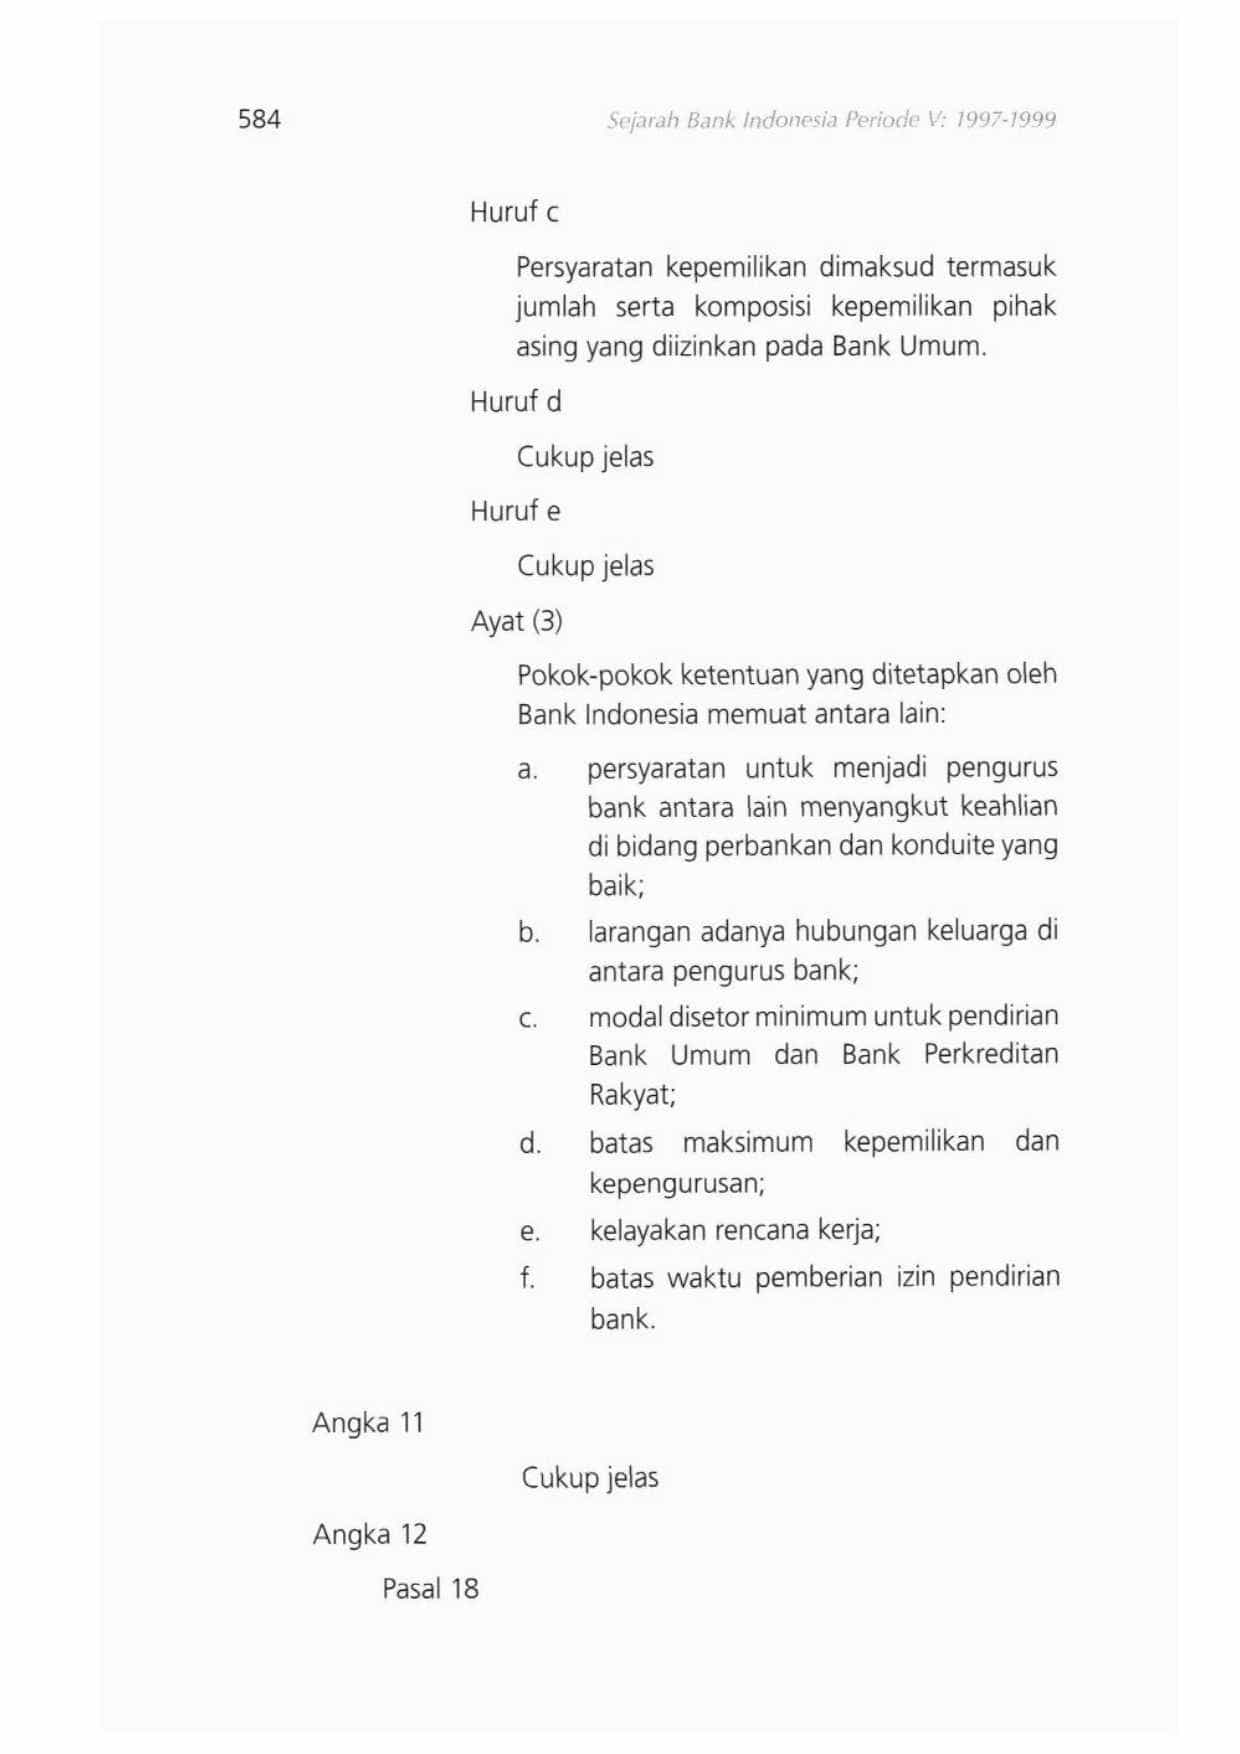 584
Sejarah Bank Indonesia Periode V: 1997-1999
Huruf c
Persyaratan kepemilikan dimaksud termasuk
jumlah serta komposisi kepemilikan pihak
asing yang diizinkan pada Bank Umum.
Huruf d
Cukup jelas
Huruf e
Cukup jelas
Ayat (3)
Pokok-pokok ketentuan yang ditetapkan oleh
Bank Indonesia memuat antara lain:
a. persyaratan untuk menjadi pengurus
bank antara lain menyangkut keahlian
di bidang perbankan dan konduite yang
baik;
b. larangan adanya hubungan keluarga di
antara pengurus bank;
c. modal disetor minimum untuk pendirian
Bank Umum dan Bank Perkreditan
Rakyat;
d. batas maksimum kepemilikan dan
kepengurusan;
e. kelayakan rencana kerja;
f. batas waktu pemberian izin pendirian
bank.
Angka 11
Cukup jelas
Angka 12
Pasal 18